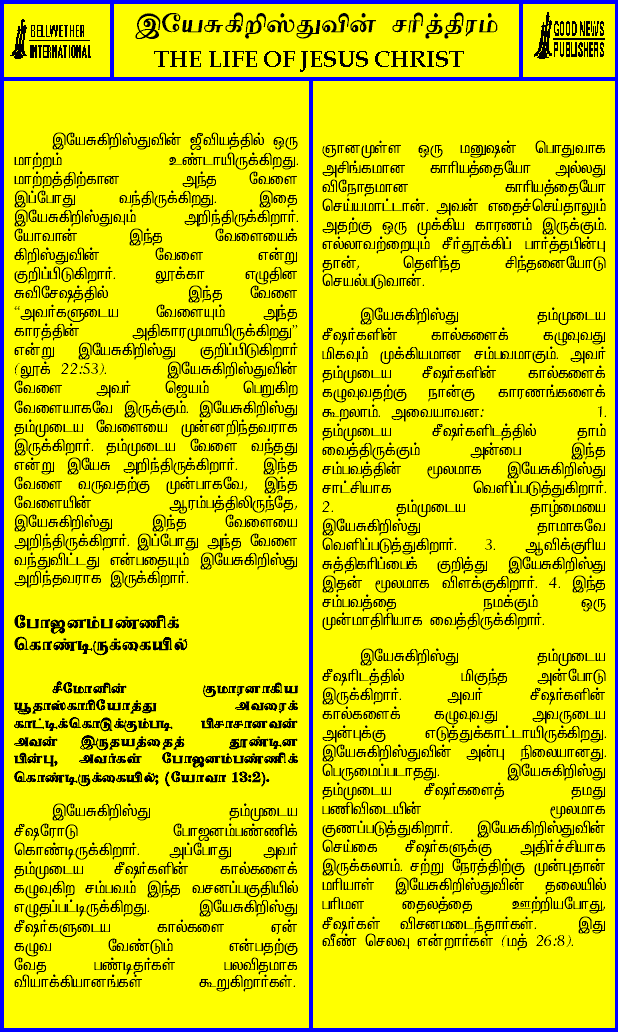 BELLWETHER
INTERNATIONAL
இயேசுகிறிஸ்துவின் சரித்திரம்
THE LIFE OF JESUS CHRIST
GOOD NEWS
PUBLISHERS
இயேசுகிறிஸ்துவின் ஜீவியத்தில் ஒரு
மாற்றம் உண்டாயிருக்கிறது.
மாற்றத்திற்கான அந்த வேளை
இப்போது வந்திருக்கிறது. இதை
இயேசுகிறிஸ்துவும் அறிந்திருக்கிறார்.
யோவான் இந்த வேளையைக்
கிறிஸ்துவின் வேளை என்று
குறிப்பிடுகிறார். லூக்கா எழுதின
சுவிசேஷத்தில் இந்த வேளை
“அவர்களுடைய வேளையும் அந்த
காரத்தின் அதிகாரமுமாயிருக்கிறது”
என்று இயேசுகிறிஸ்து குறிப்பிடுகிறார்
(லூக் 22:53). இயேசுகிறிஸ்துவின்
வேளை அவர் ஜெயம் பெறுகிற
வேளையாகவே இருக்கும். இயேசுகிறிஸ்து
தம்முடைய வேளையை முன்னறிந்தவராக
இருக்கிறார். தம்முடைய வேளை வந்தது
என்று இயேசு அறிந்திருக்கிறார். இந்த
வேளை வருவதற்கு முன்பாகவே, இந்த
வேளையின் ஆரம்பத்திலிருந்தே,
இயேசுகிறிஸ்து இந்த வேளையை
அறிந்திருக்கிறார். இப்போது அந்த வேளை
வந்துவிட்டது என்பதையும் இயேசுகிறிஸ்து
அறிந்தவராக இருக்கிறார்.
போஜனம்பண்ணிக்
கொண்டிருக்கையில்
சீமோனின் குமாரனாகிய
யூதாஸ்காரியோத்து அவரைக்
காட்டிக்கொடுக்கும்படி பிசாசானவன்
அவன் இருதயத்தைத் தூண்டின
பின்பு, அவர்கள் போஜனம்பண்ணிக்
கொண்டிருக்கையில்; (யோவா 13:2).
இயேசுகிறிஸ்து தம்முடைய
சீஷரோடு போஜனம்பண்ணிக்
கொண்டிருக்கிறார். அப்போது அவர்
தம்முடைய சீஷர்களின் கால்களைக்
கழுவுகிற சம்பவம் இந்த வசனப்பகுதியில்
எழுதப்பட்டிருக்கிறது. இயேசுகிறிஸ்து
சீஷர்களுடைய கால்களை ஏன்
கழுவ வேண்டும் என்பதற்கு
வேத பண்டிதர்கள் பலவிதமாக
வியாக்கியானங்கள் கூறுகிறார்கள்.
ஞானமுள்ள ஒரு மனுஷன் பொதுவாக
அசிங்கமான காரியத்தையோ அல்லது
விநோதமான காரியத்தையோ
செய்யமாட்டான். அவன் எதைச்செய்தாலும்
அதற்கு ஒரு முக்கிய காரணம் இருக்கும்.
எல்லாவற்றையும் சீர்தூக்கிப் பார்த்தபின்பு
தான், தெளிந்த சிந்தனையோடு
செயல்படுவான்.
இயேசுகிறிஸ்து தம்முடைய
சீஷர்களின் கால்களைக் கழுவுவது
மிகவும் முக்கியமான சம்பவமாகும். அவர்
தம்முடைய சீஷர்களின் கால்களைக்
கழுவுவதற்கு நான்கு காரணங்களைக்
கூறலாம். அவையாவன: 1.
தம்முடைய சீஷர்களிடத்தில் தாம்
வைத்திருக்கும் அன்பை இந்த
சம்பவத்தின் மூலமாக இயேசுகிறிஸ்து
சாட்சியாக வெளிப்படுத்துகிறார்.
2. தம்முடைய தாழ்மையை
இயேசுகிறிஸ்து தாமாகவே
வெளிப்படுத்துகிறார். 3. ஆவிக்குரிய
சுத்திகரிப்பைக் குறித்து இயேசுகிறிஸ்து
இதன் மூலமாக விளக்குகிறார். 4. இந்த
சம்பவத்தை நமக்கும் ஒரு
முன்மாதிரியாக வைத்திருக்கிறார்.
இயேசுகிறிஸ்து தம்முடைய
சீஷரிடத்தில் மிகுந்த அன்போடு
இருக்கிறார். அவர் சீஷர்களின்
கால்களைக் கழுவுவது அவருடைய
அன்புக்கு எடுத்துக்காட்டாயிருக்கிறது.
இயேசுகிறிஸ்துவின் அன்பு நிலையானது.
பெருமைப்படாதது. இயேசுகிறிஸ்து
தம்முடைய சீஷர்களைத் தமது
பணிவிடையின் மூலமாக
குணப்படுத்துகிறார். இயேசுகிறிஸ்துவின்
செய்கை சீஷர்களுக்கு அதிர்ச்சியாக
இருக்கலாம். சற்று நேரத்திற்கு முன்புதான்
மரியாள் இயேசுகிறிஸ்துவின் தலையில்
பரிமள தைலத்தை ஊற்றியபோது,
சீஷர்கள் விசனமடைந்தார்கள். இது
வீண் செலவு என்றார்கள் (மத் 26:8).